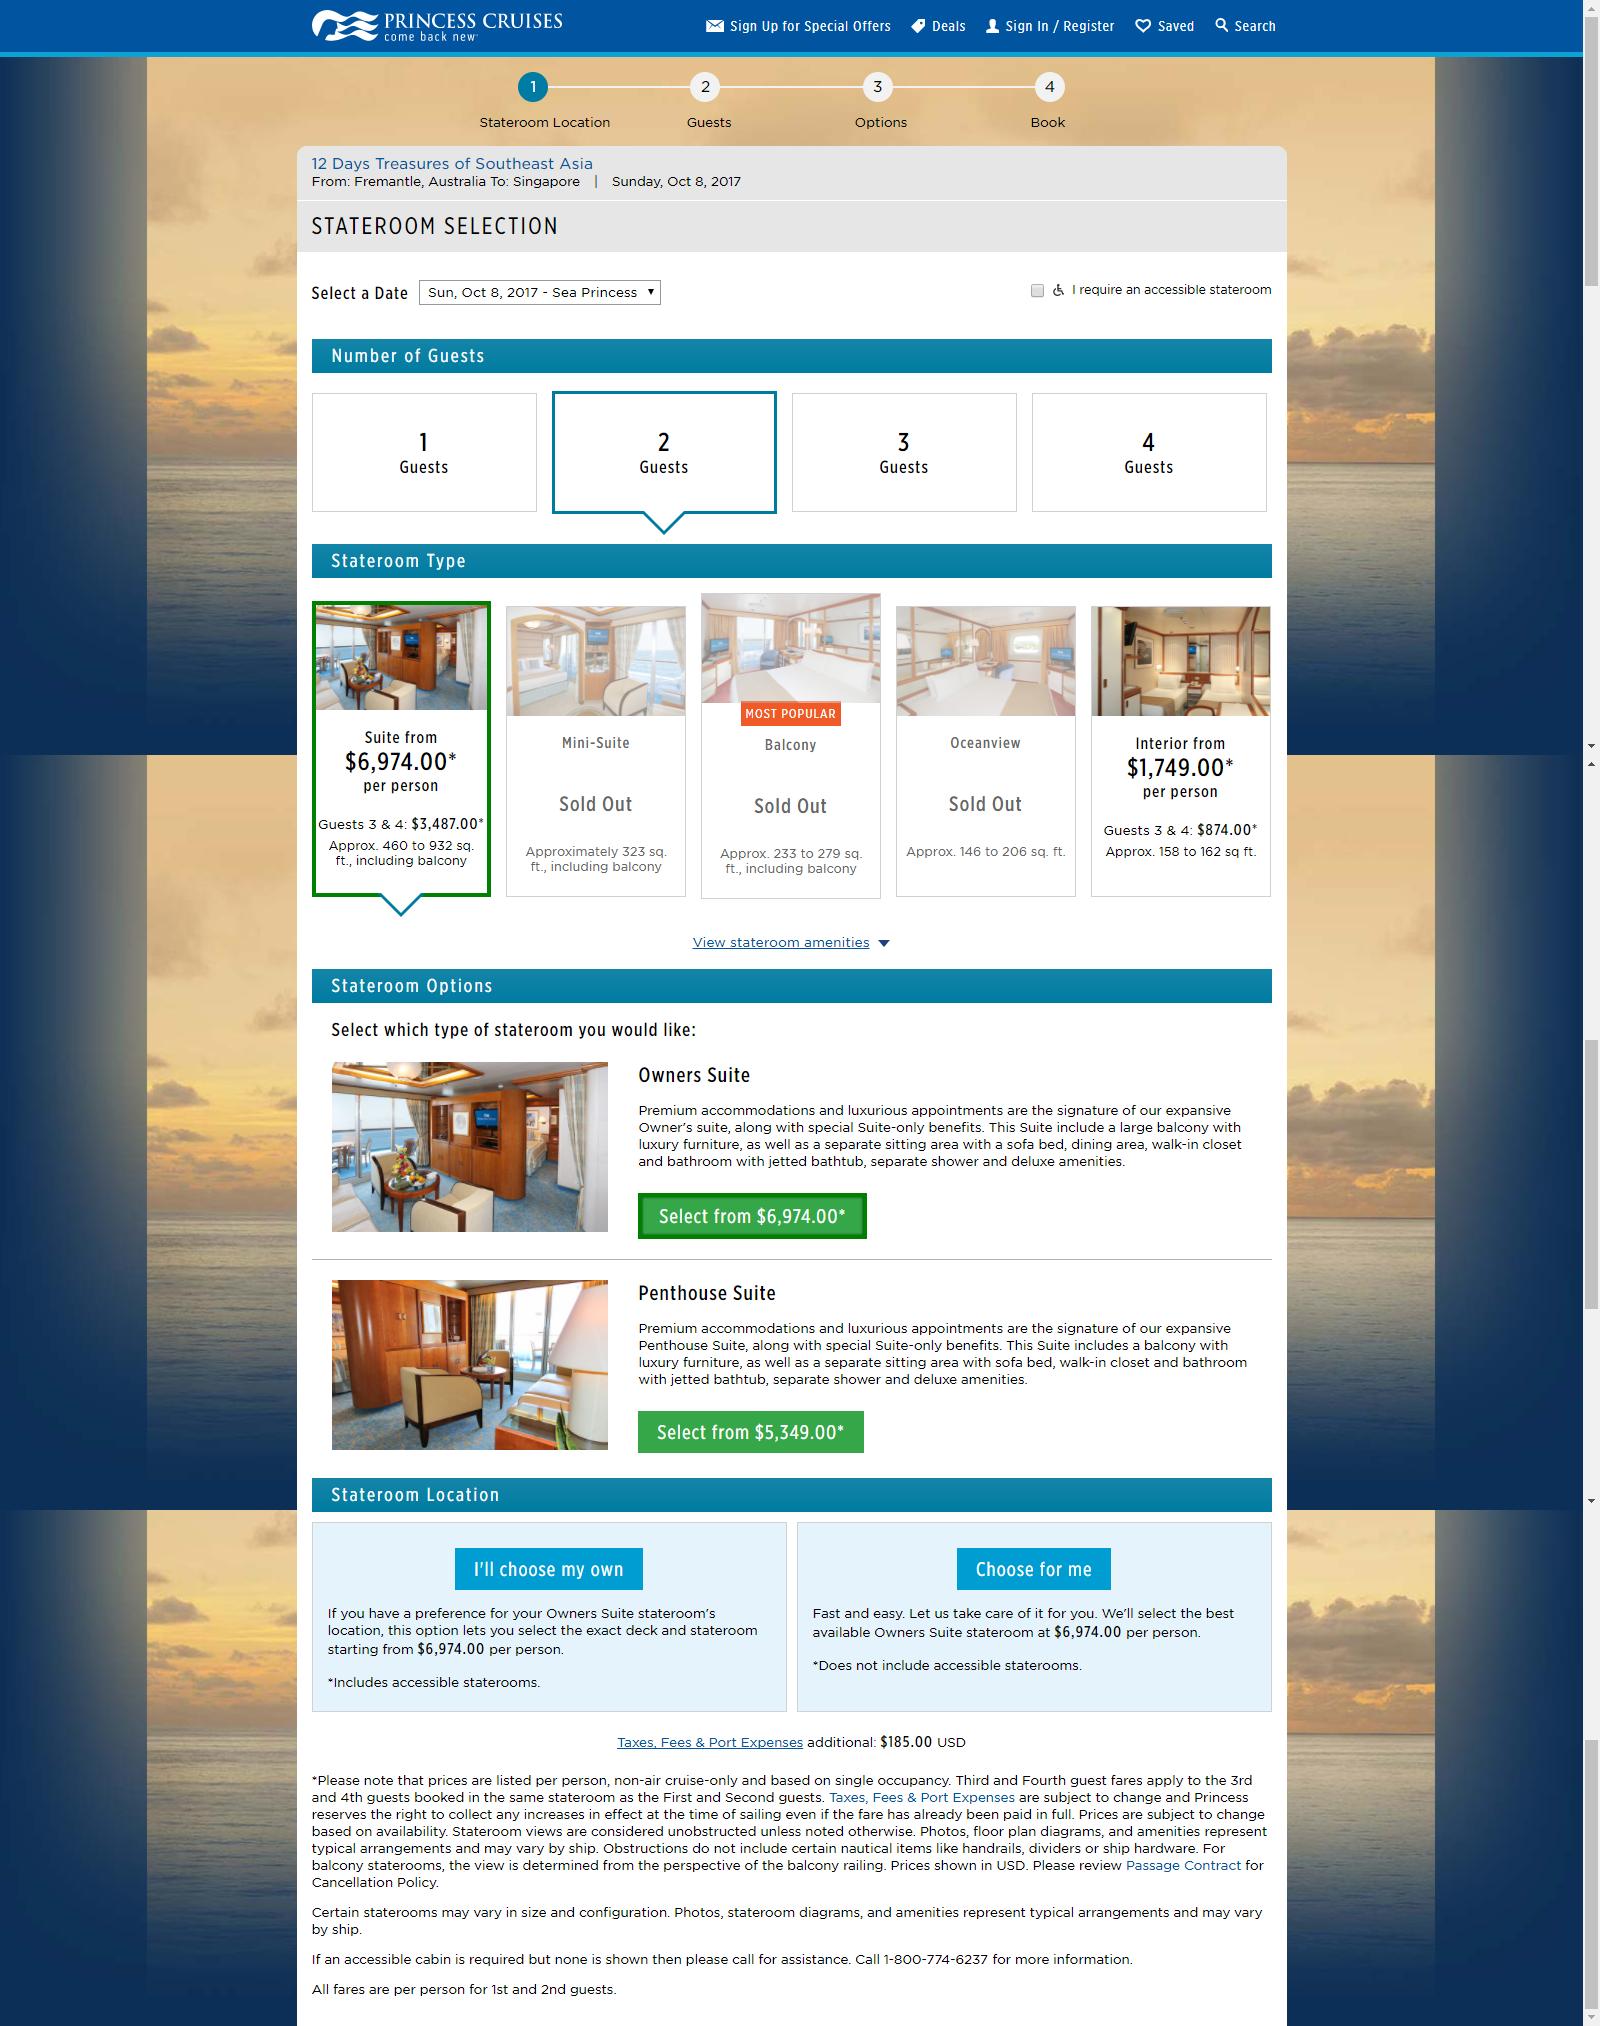 PRINCESS CRUISES
come back new
Sign Up for Special Offers
Deals
Sign In / Register
Saved
Search
1
2
3
4
Stateroom Location
Guests
Options
Book
12 Days Treasures of Southeast Asia
From: Fremantle, Australia To: Singapore | Sunday, Oct 8, 2017
STATEROOM SELECTION
Select a Date
Sun, Oct 8, 2017 - Sea Princess
I require an accessible stateroom
Number of Guests
1
Guests
2
Guests
3
Guests
4
Guests
Stateroom Type
Suite from
$6,974.00*
per person
Guests 3 & 4: $3,487.00*
Approx. 460 to 932 sq.
ft., including balcony
Mini-Suite
Sold Out
Approximately 323 sq.
ft., including balcony
MOST POPULAR
Balcony
Sold Out
Approx. 233 to 279 sq.
ft., including balcony
Oceanview
Sold Out
Approx. 146 to 206 sq. ft.
Interior from
$1,749.00*
per person
Guests 3 & 4: $874.00*
Approx. 158 to 162 sq ft.
View stateroom amenities
Stateroom Options
Select which type of stateroom you would like:
Owners Suite
Premium accommodations and luxurious appointments are the signature of our expansive
Owner's suite, along with special Suite-only benefits. This Suite include a large balcony with
luxury furniture, as well as a separate sitting area with a sofa bed, dining area, walk-in closet
and bathroom with jetted bathtub, separate shower and deluxe amenities.
Select from $6,974.00*
Penthouse Suite
Premium accommodations and luxurious appointments are the signature of our expansive
Penthouse Suite, along with special Suite-only benefits. This Suite includes a balcony with
luxury furniture, as well as a separate sitting area with sofa bed, walk-in closet and bathroom
with jetted bathtub, separate shower and deluxe amenities.
Select from $5,349.00*
Stateroom Location
I'll choose my own
If you have a preference for your Owners Suite stateroom's
location, this option lets you select the exact deck and stateroom
starting from $6,974.00 per person.
*Includes accessible staterooms.
Choose for me
Fast and easy. Let us take care of it for you. We'll select the best
available Owners Suite stateroom at $6,974.00 per person.
*Does not include accessible staterooms.
Taxes, Fees & Port Expenses additional: $185.00 USD
*Please note that prices are listed per person, non-air cruise-only and based on single occupancy. Third and Fourth guest fares apply to the 3rd
and 4th guests booked in the same stateroom as the First and Second guests. Taxes, Fees & Port Expenses are subject to change and Princess
reserves the right to collect any increases in effect at the time of sailing even if the fare has already been paid in full. Prices are subject to change
based on availability. Stateroom views are considered unobstructed unless noted otherwise. Photos, floor plan diagrams, and amenities represent
typical arrangements and may vary by ship. Obstructions do not include certain nautical items like handrails, dividers or ship hardware. For
balcony staterooms, the view is determined from the perspective of the balcony railing. Prices shown in USD. Please review Passage Contract for
Cancellation Policy.
Certain staterooms may vary in size and configuration. Photos, stateroom diagrams, and amenities represent typical arrangements and may vary
by ship.
If an accessible cabin is required but none is shown then please call for assistance. Call 1-800-774-6237 for more information.
All fares are per person for 1st and 2nd guests.